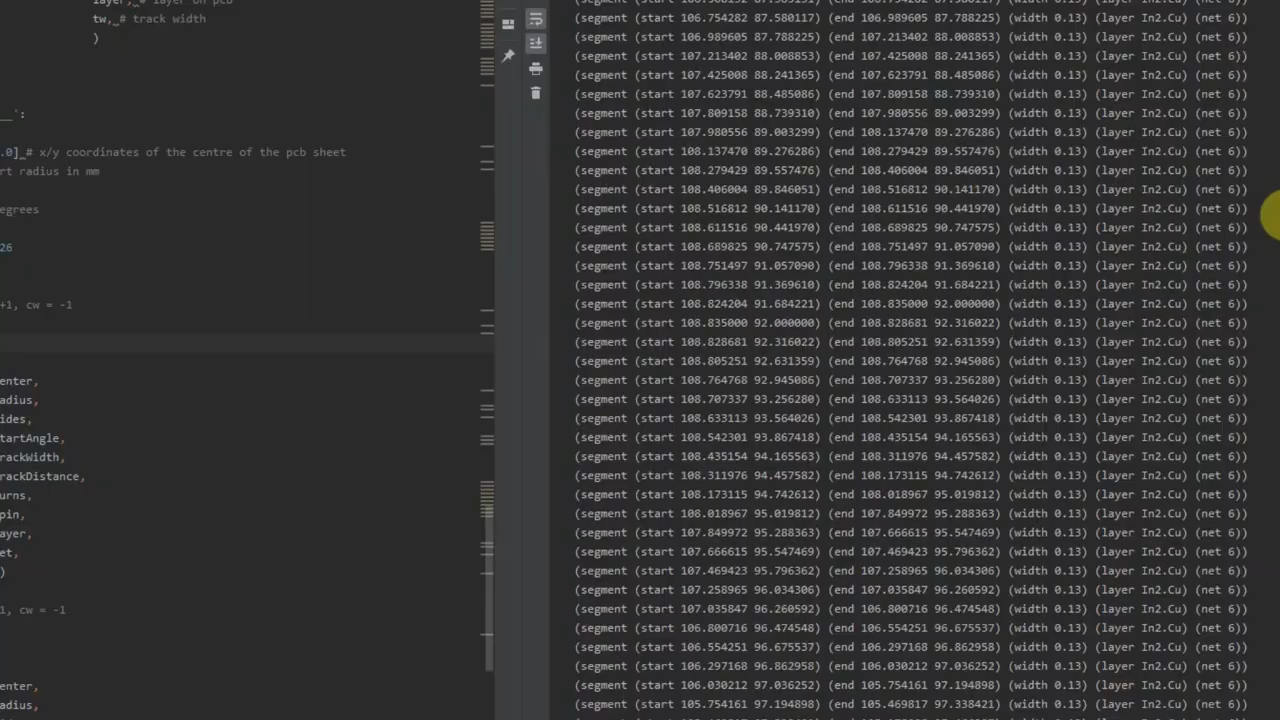 layer, # layer on pcb
tw, # track width
)
__`:
.0] # x/y coordinates of the centre of the pcb sheet
rt radius in mm
egrees
26
+1, cw = -1
enter,
adius,
ides,
tartAngle,
rackWidth,
rackDistance,
urns,
pin,
ayer,
et,
)
1, cw = -1
enter,
adius,
(segment (start 106.754282 87.580117) (end 106.989605 87.788225) (width 0.13) (layer In2.Cu) (net 6))
(segment (start 106.989605 87.788225) (end 107.213402 88.008853) (width 0.13) (layer In2.Cu) (net 6))
(segment (start 107.213402 88.008853) (end 107.425008 88.241365) (width 0.13) (layer In2.Cu) (net 6))
(segment (start 107.425008 88.241365) (end 107.623791 88.485086) (width 0.13) (layer In2.Cu) (net 6))
(segment (start 107.623791 88.485086) (end 107.809158 88.739310) (width 0.13) (layer In2.Cu) (net 6))
(segment (start 107.809158 88.739310) (end 107.980556 89.003299) (width 0.13) (layer In2.Cu) (net 6))
(segment (start 107.980556 89.003299) (end 108.137470 89.276286) (width 0.13) (layer In2.Cu) (net 6))
(segment (start 108.137470 89.276286) (end 108.279429 89.557476) (width 0.13) (layer In2.Cu) (net 6))
(segment (start 108.279429 89.557476) (end 108.406004 89.846051) (width 0.13) (layer In2.Cu) (net 6))
(segment (start 108.406004 89.846051) (end 108.516812 90.141170) (width 0.13) (layer In2.Cu) (net 6))
(segment (start 108.516812 90.141170) (end 108.611516 90.441970) (width 0.13) (layer In2.Cu) (net 6))
(segment (start 108.611516 90.441970) (end 108.689825 90.747575) (width 0.13) (layer In2.Cu) (net 6))
(segment (start 108.689825 90.747575) (end 108.751497 91.057090) (width 0.13) (layer In2.Cu) (net 6))
(segment (start 108.751497 91.057090) (end 108.796338 91.369610) (width 0.13) (layer In2.Cu) (net 6))
(segment (start 108.796338 91.369610) (end 108.824204 91.684221) (width 0.13) (layer In2.Cu) (net 6))
(segment (start 108.824204 91.684221) (end 108.835000 92.000000) (width 0.13) (layer In2.Cu) (net 6))
(segment (start 108.835000 92.000000) (end 108.828681 92.316022) (width 0.13) (layer In2.Cu) (net 6))
(segment (start 108.828681 92.316022) (end 108.805251 92.631359) (width 0.13) (layer In2.Cu) (net 6))
(segment (start 108.805251 92.631359) (end 108.764768 92.945086) (width 0.13) (layer In2.Cu) (net 6))
(segment (start 108.764768 92.945086) (end 108.707337 93.256280) (width 0.13) (layer In2.Cu) (net 6))
(segment (start 108.707337 93.256280) (end 108.633113 93.564026) (width 0.13) (layer In2.Cu) (net 6))
(segment (start 108.633113 93.564026) (end 108.542301 93.867418) (width 0.13) (layer In2.Cu) (net 6))
(segment (start 108.542301 93.867418) (end 108.435154 94.165563) (width 0.13) (layer In2.Cu) (net 6))
(segment (start 108.435154 94.165563) (end 108.311976 94.457582) (width 0.13) (layer In2.Cu) (net 6))
(segment (start 108.311976 94.457582) (end 108.173115 94.742612) (width 0.13) (layer In2.Cu) (net 6))
(segment (start 108.173115 94.742612) (end 108.018967 95.019812) (width 0.13) (layer In2.Cu) (net 6))
(segment (start 108.018967 95.019812) (end 107.849972 95.288363) (width 0.13) (layer In2.Cu) (net 6))
(segment (start 107.849972 95.288363) (end 107.666615 95.547469) (width 0.13) (layer In2.Cu) (net 6))
(segment (start 107.666615 95.547469) (end 107.469423 95.796362) (width 0.13) (layer In2.Cu) (net 6))
(segment (start 107.469423 95.796362) (end 107.258965 96.034306) (width 0.13) (layer In2.Cu) (net 6))
(segment (start 107.258965 96.034306) (end 107.035847 96.260592) (width 0.13) (layer In2.Cu) (net 6))
(segment (start 107.035847 96.260592) (end 106.800716 96.474548) (width 0.13) (layer In2.Cu) (net 6))
(segment (start 106.800716 96.474548) (end 106.554251 96.675537) (width 0.13) (layer In2.Cu) (net 6))
(segment (start 106.554251 96.675537) (end 106.297168 96.862958) (width 0.13) (layer In2.Cu) (net 6))
(segment (start 106.297168 96.862958) (end 106.030212 97.036252) (width 0.13) (layer In2.Cu) (net 6))
(segment (start 106.030212 97.036252) (end 105.754161 97.194898) (width 0.13) (layer In2.Cu) (net 6))
(segment (start 105.754161 97.194898) (end 105.469817 97.338421) (width 0.13) (layer In2.Cu) (net 6))